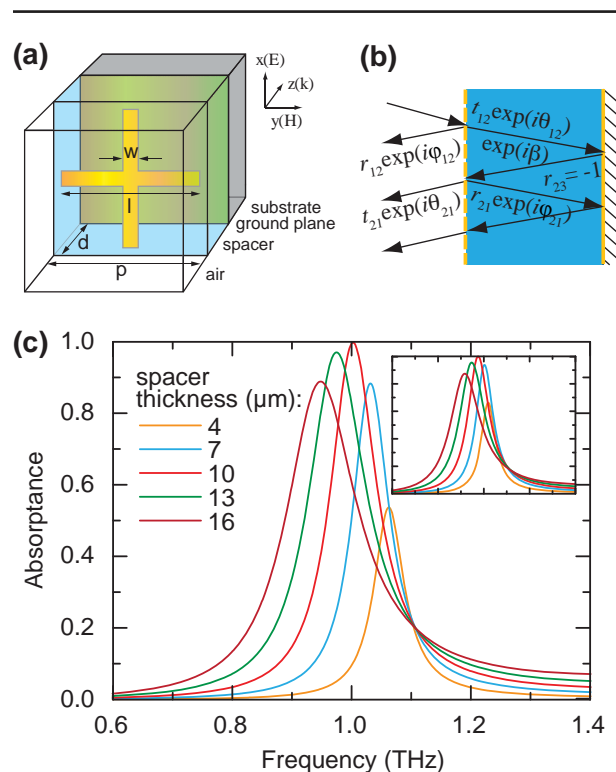 (a)
x(E)
z(k)
y(H)
w
l
d
p
substrate
ground plane
spacer
air
(b)
t12exp(iθ12)
r12exp(iφ12)
exp(iβ)
r23= -1
t21exp(iθ21)
r21exp(iφ21)
(c)
1.0
0.8
0.6
0.4
0.2
0.0
Absorptance
spacer
thickness (μm):
4
7
10
13
16
0.6 0.8 1.0 1.2 1.4
Frequency (THz)